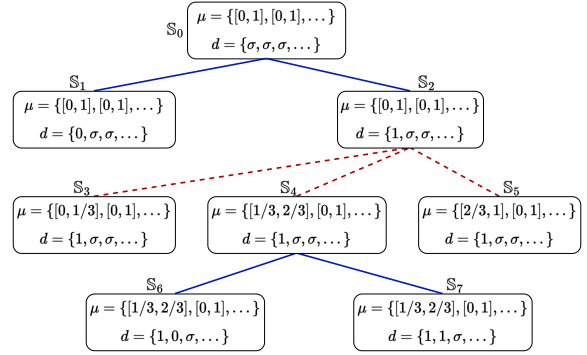 𝕊₀
μ = {[0, 1], [0, 1], . . . }
d = {σ, σ, σ, . . . }
𝕊₁
μ = {[0, 1], [0, 1], . . . }
d = {0, σ, σ, . . . }
𝕊₂
μ = {[0, 1], [0, 1], . . . }
d = {1, σ, σ, . . . }
𝕊₃
μ = {[0, 1/3], [0, 1], . . . }
d = {1, σ, σ, . . . }
𝕊₄
μ = {[1/3, 2/3], [0, 1], . . . }
d = {1, σ, σ, . . . }
𝕊₅
μ = {[2/3, 1], [0, 1], . . . }
d = {1, σ, σ, . . . }
𝕊₆
μ = {[1/3, 2/3], [0, 1], . . . }
d = {1, 0, σ, . . . }
𝕊₇
μ = {[1/3, 2/3], [0, 1], . . . }
d = {1, 1, σ, . . . }